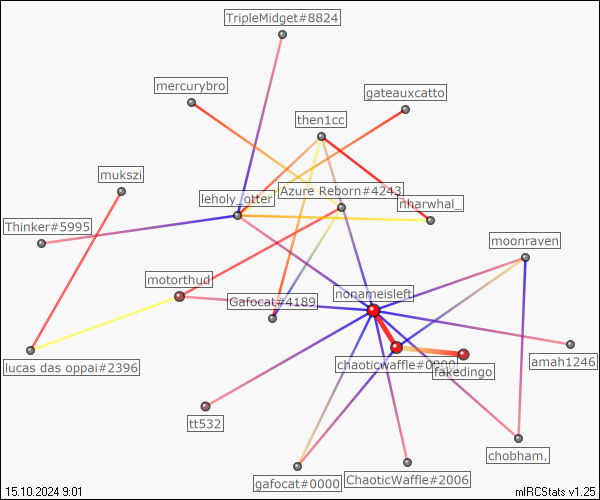 TripleMidget#8824
mercurybro
gateauxcatto
then1cc
mukszi
Azure Reborn#4243
leholy_otter
nharwhal_
Thinker#5995
moonraven
motorthud
nonameisleft
Gafocat#4189
lucas das oppai#2396
chaoticwaffle#0000
amah1246
fakedingo
tt532
chobham.
gafocat#0000
ChaoticWaffle#2006
15.10.2024 9:01
mIRCStats v1.25